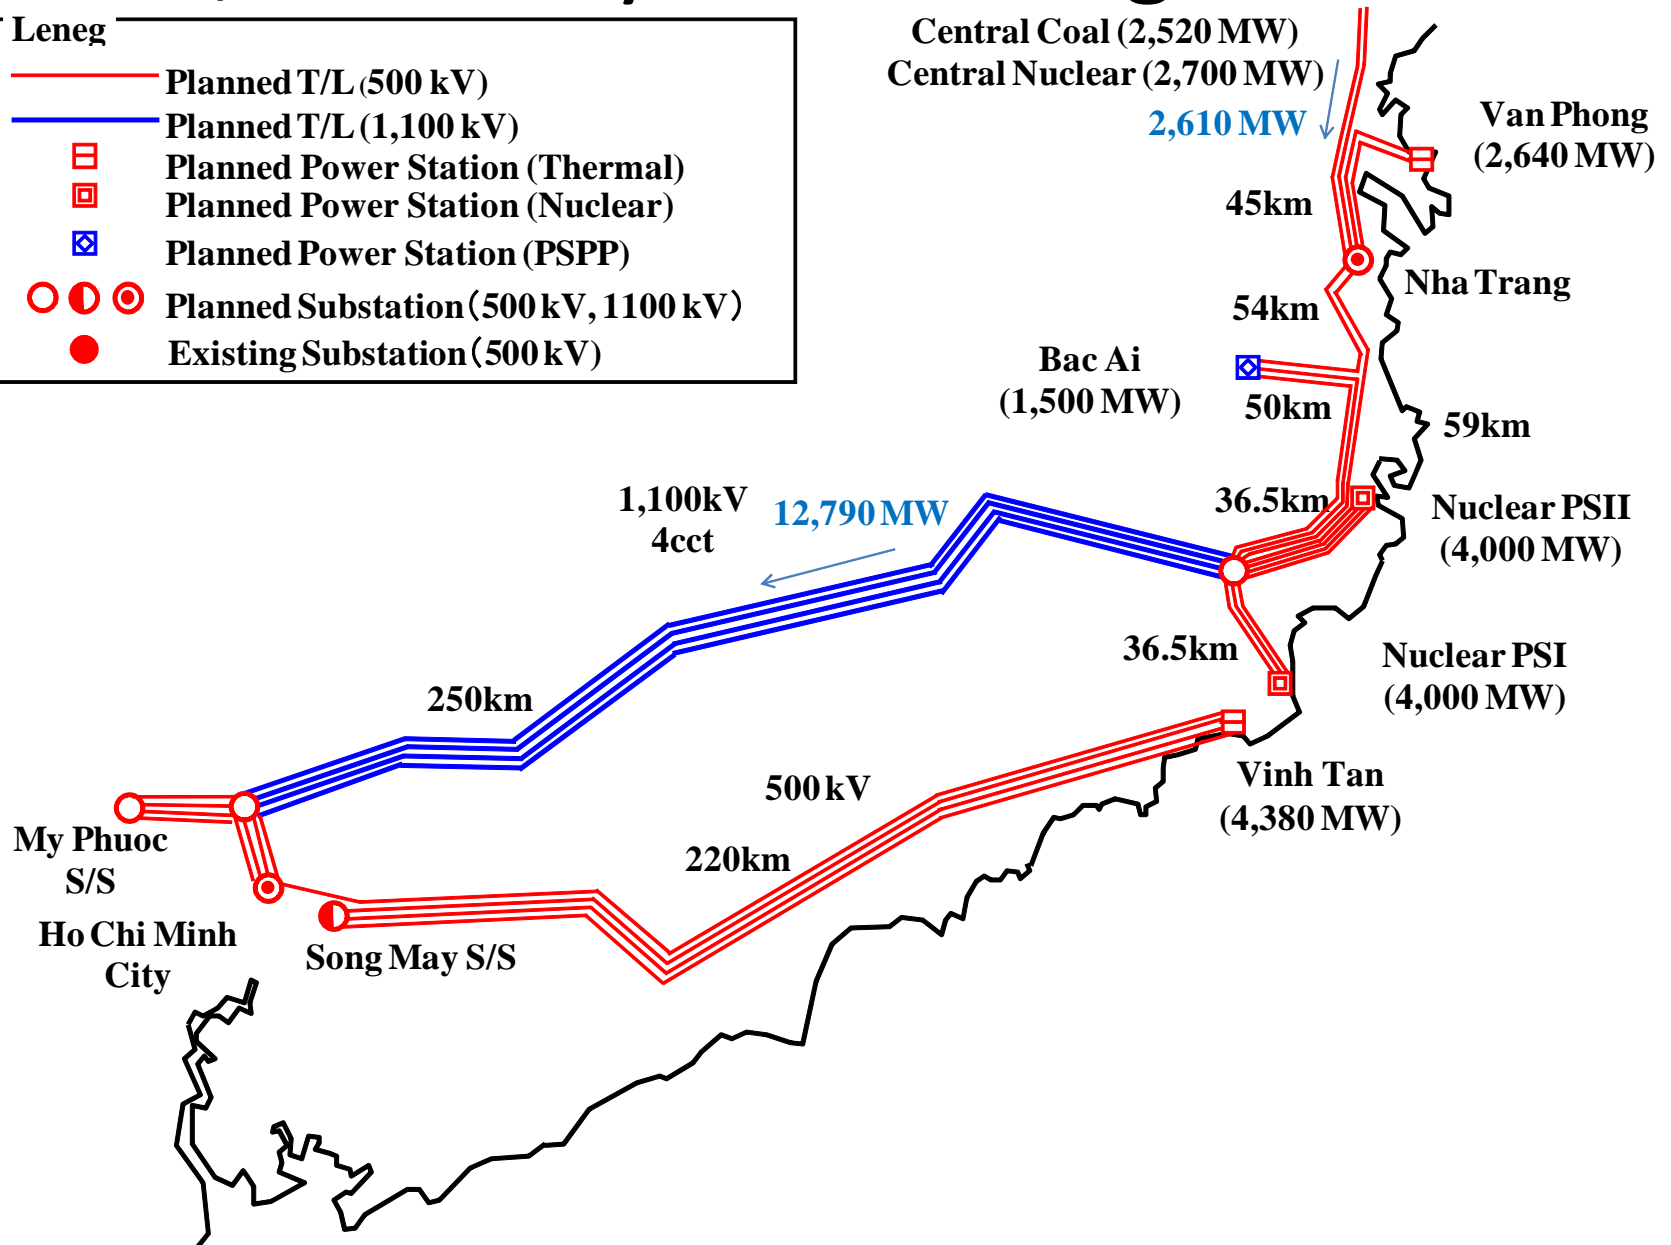 Leneg
Planned T/L (500 kV)
Planned T/L (1,100 kV)
Planned Power Station (Thermal)
Planned Power Station (Nuclear)
Planned Power Station (PSPP)
Planned Substation（500 kV, 1100 kV）
Existing Substation（500 kV)
Central Coal (2,520 MW)
Central Nuclear (2,700 MW)
2,610 MW
Van Phong
(2,640 MW)
45km
Nha Trang
54km
Bac Ai
(1,500 MW)
50km
59km
1,100kV
4cct
12,790 MW
36.5km
Nuclear PSII
(4,000 MW)
36.5km
Nuclear PSI
(4,000 MW)
250km
500 kV
Vinh Tan
(4,380 MW)
220km
My Phuoc
S/S
Ho Chi Minh
City
Song May S/S